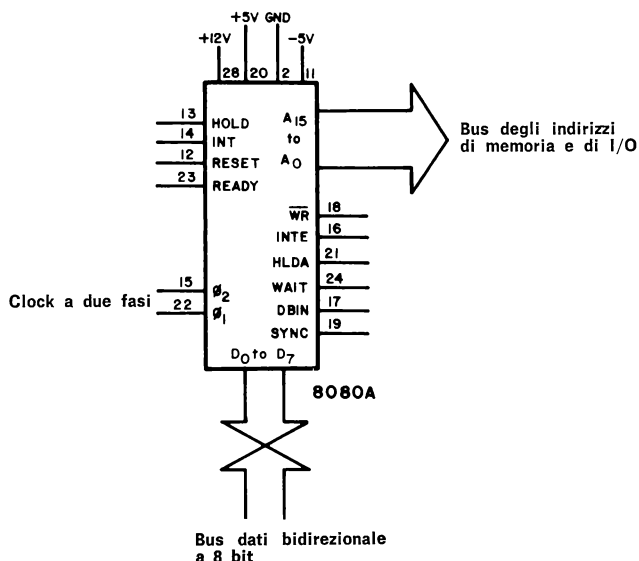 +5V GND
+12V -5V
28 20 2 11
13 HOLD
14 INT
12 RESET
23 READY
A15
to
A0
Bus degli indirizzi
di memoria e di I/O
W̅R̅ 18
INTE 16
HLDA 21
WAIT 24
DBIN 17
SYNC 19
Clock a due fasi
15 Ø2
22 Ø1
D0 to D7
8080A
Bus dati bidirezionale
a 8 bit